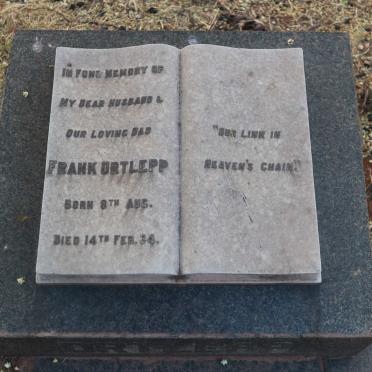 In Fond Memory of
My Dear Husband &
Our Loving Dad
Frank Ortlepp
Born 8th Aug.
Died 14th Feb. 34.
"Our Link in
Heaven's Chain."